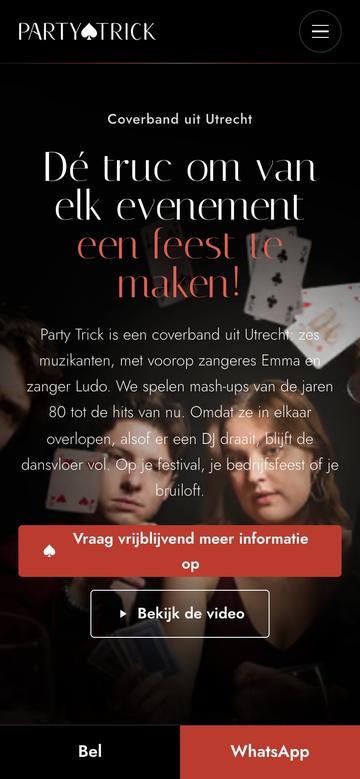 PARTY♠TRICK
Coverband uit Utrecht
Dé truc om van
elk evenement
een feest te
maken!
Party Trick is een coverband uit Utrecht: zes
muzikanten, met voorop zangeres Emma en
zanger Ludo. We spelen mash-ups van de jaren
80 tot de hits van nu. Omdat ze in elkaar
overlopen, alsof er een DJ draait, blijft de
dansvloer vol. Op je festival, je bedrijfsfeest of je
bruiloft.
Vraag vrijblijvend meer informatie
op
Bekijk de video
Bel
WhatsApp